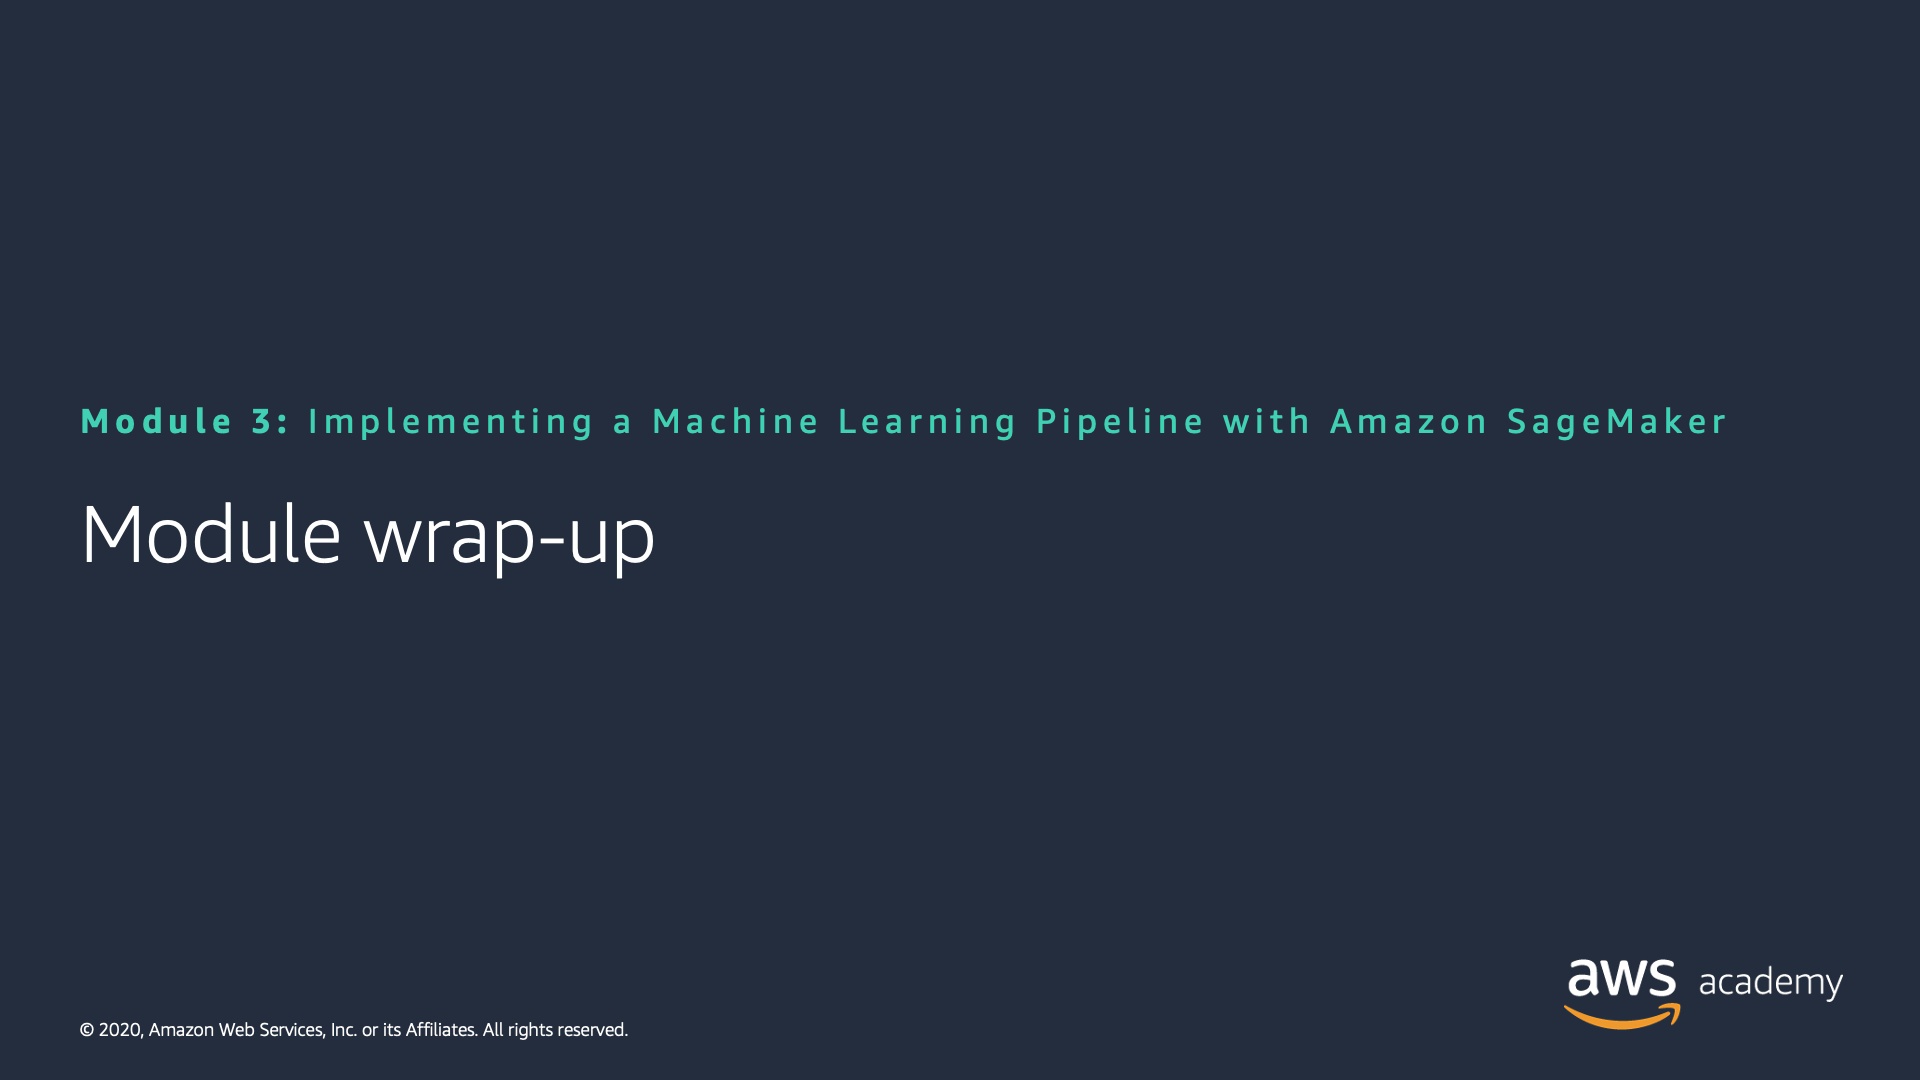 Module 3: Implementing a Machine Learning Pipeline with Amazon SageMaker
Module wrap-up
aws academy
© 2020, Amazon Web Services, Inc. or its Affiliates. All rights reserved.